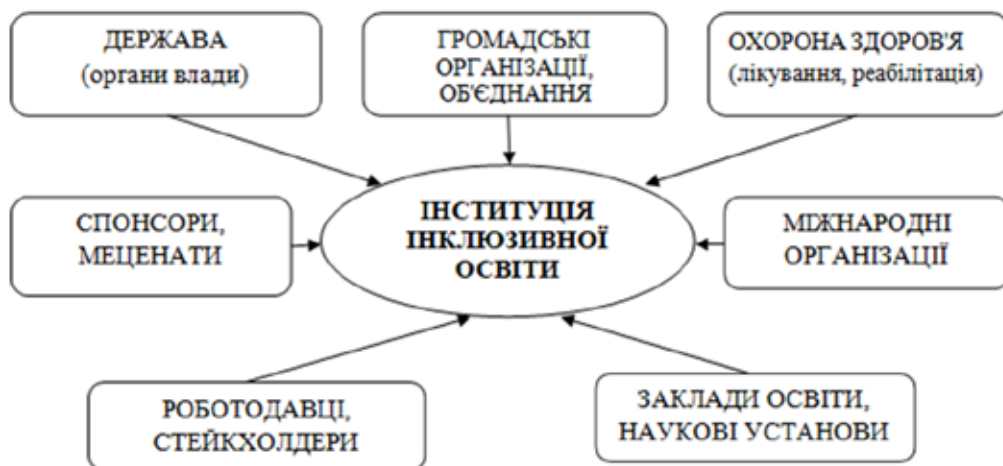 ДЕРЖАВА
(органи влади)
ГРОМАДСЬКІ
ОРГАНІЗАЦІЇ,
ОБ'ЄДНАННЯ
ОХОРОНА ЗДОРОВ'Я
(лікування, реабілітація)
СПОНСОРИ,
МЕЦЕНАТИ
ІНСТИТУЦІЯ
ІНКЛЮЗИВНОЇ
ОСВІТИ
МІЖНАРОДНІ
ОРГАНІЗАЦІЇ
РОБОТОДАВЦІ,
СТЕЙКХОЛДЕРИ
ЗАКЛАДИ ОСВІТИ,
НАУКОВІ УСТАНОВИ